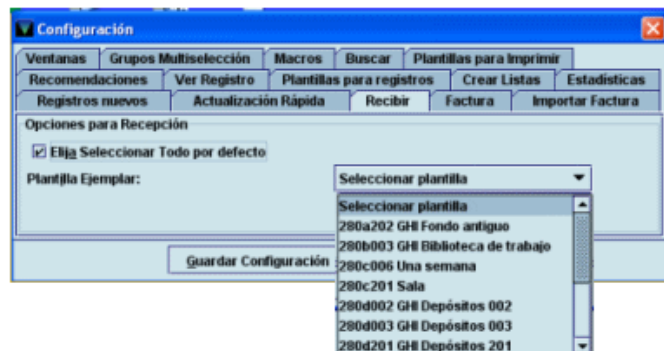 Configuración
Ventanas Grupos Multiselección Macros Buscar Plantillas para Imprimir
Recomendaciones Ver Registro Plantillas para registros Crear Listas Estadísticas
Registros nuevos Actualización Rápida Recibir Factura Importar Factura
Opciones para Recepción
Elija Seleccionar Todo por defecto
Plantilla Ejemplar: Seleccionar plantilla
Seleccionar plantilla
280a202 GHI Fondo antiguo
280b003 GHI Biblioteca de trabajo
Guardar Configuración
280c006 Una semana
280c201 Sala
280d002 GHI Depósitos 002
280d003 GHI Depósitos 003
280d201 GHI Depósitos 201